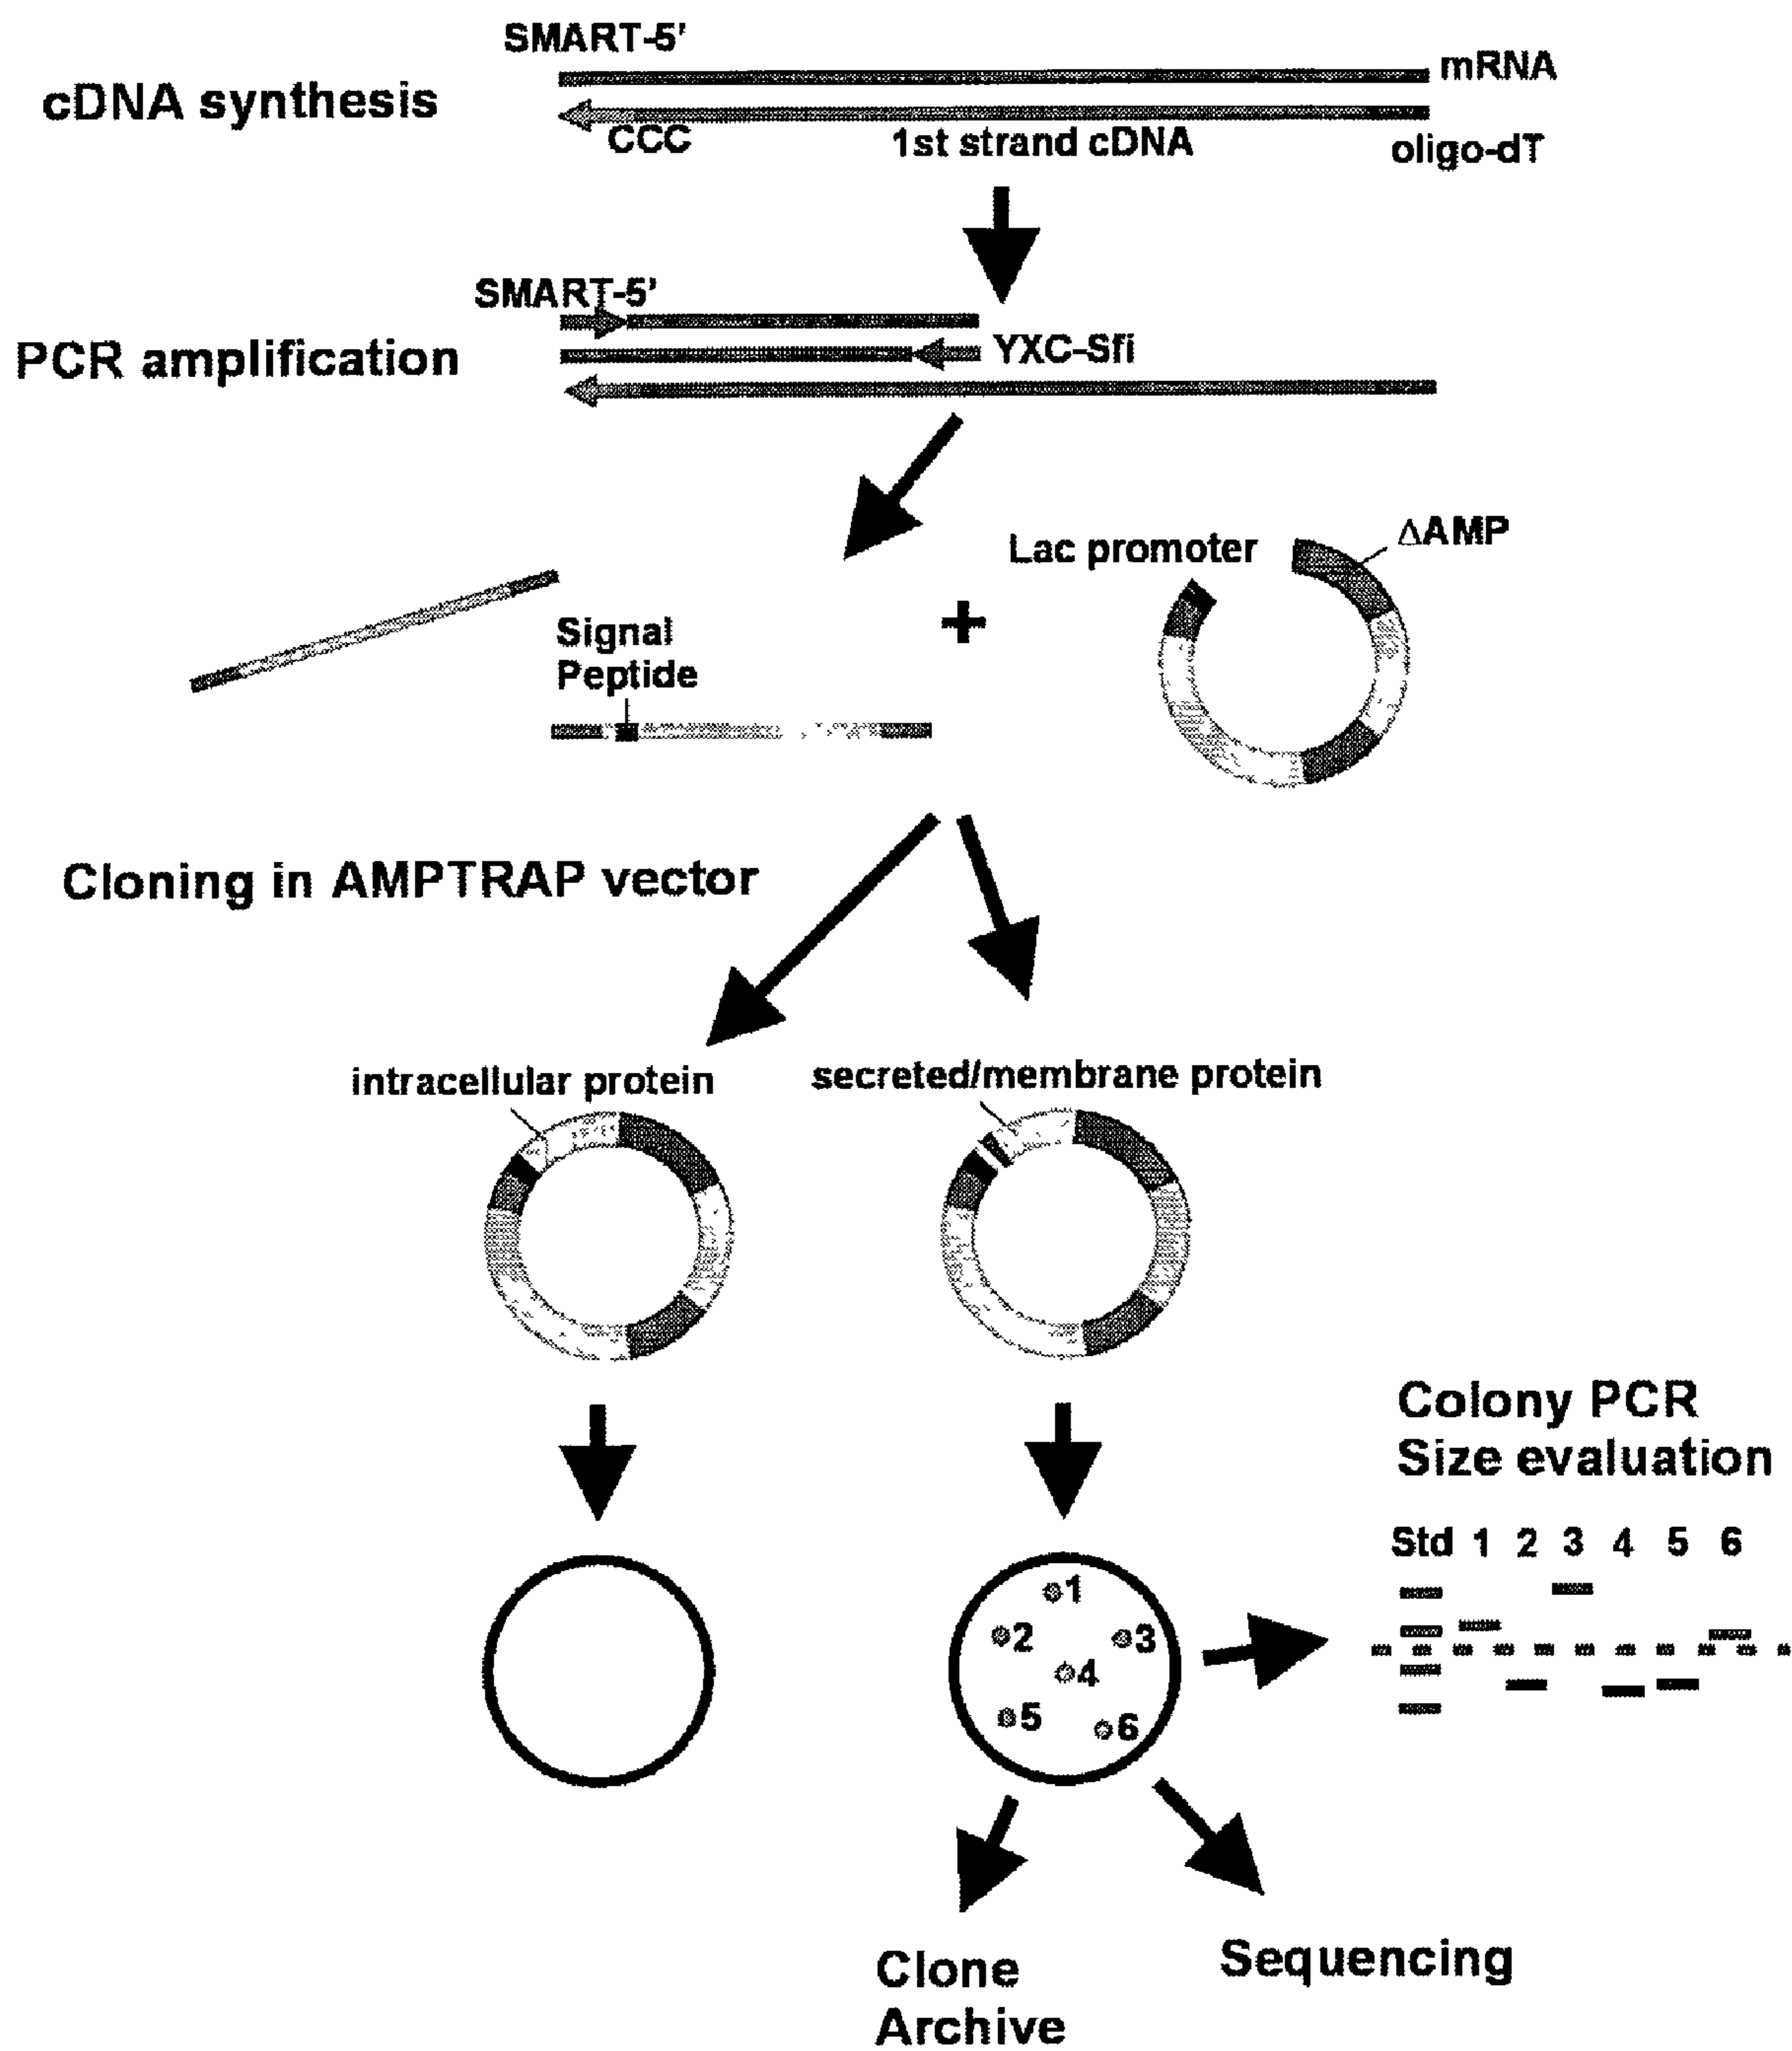 SMART-5'
mRNA
cDNA synthesis
CCC
1st strand cDNA
oligo-dT
SMART-5'
YXC-Sfi
PCR amplification
Lac promoter
ΔAMP
+
Signal
Peptide
Cloning in AMPTRAP vector
intracellular protein
secreted/membrane protein
Colony PCR
Size evaluation
Std 1 2 3 4 5 6
1
2
3
4
5
6
Clone
Archive
Sequencing